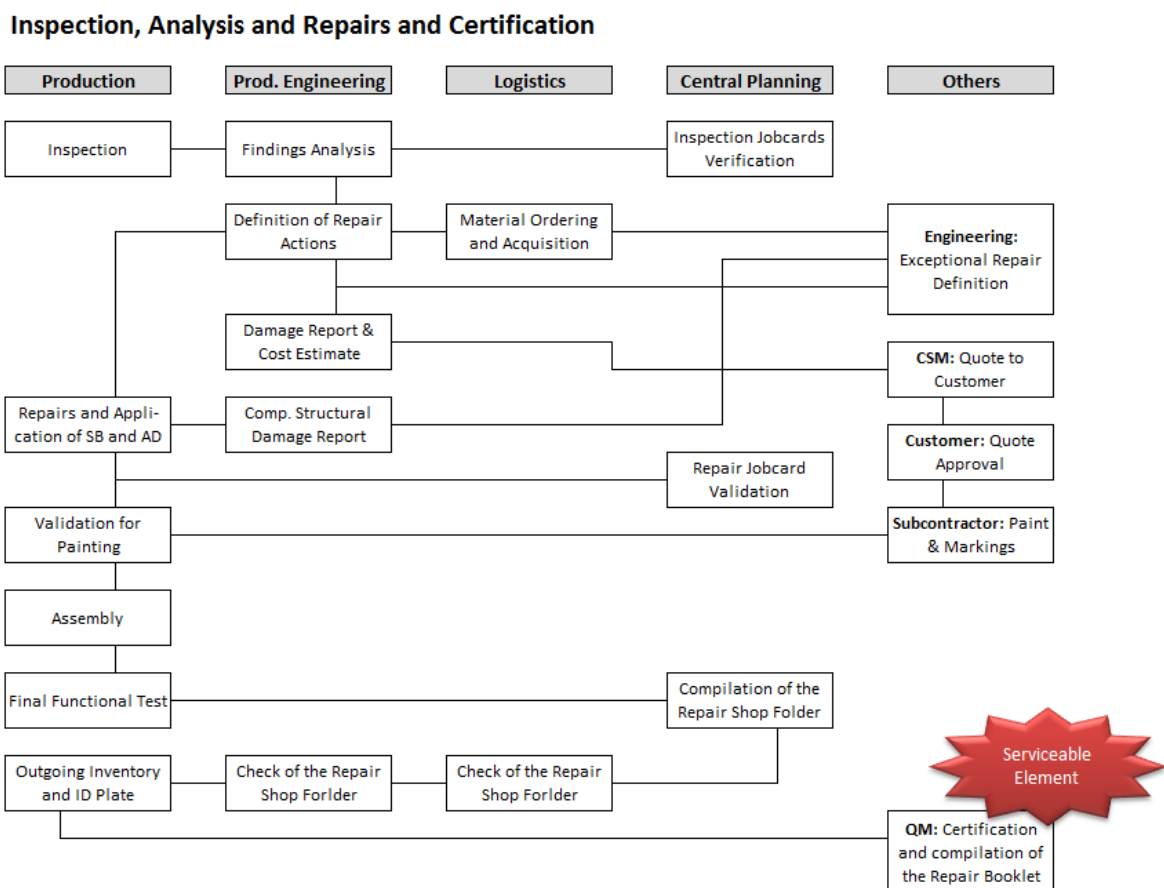 Inspection, Analysis and Repairs and Certification
Production
Prod. Engineering
Logistics
Central Planning
Others
Inspection
Findings Analysis
Inspection Jobcards
Verification
Definition of Repair
Actions
Material Ordering
and Acquisition
Engineering:
Exceptional Repair
Definition
Damage Report &
Cost Estimate
CSM: Quote to
Customer
Repairs and Appli-
cation of SB and AD
Comp. Structural
Damage Report
Customer: Quote
Approval
Repair Jobcard
Validation
Validation for
Painting
Subcontractor: Paint
& Markings
Assembly
Final Functional Test
Compilation of the
Repair Shop Folder
Serviceable
Element
Outgoing Inventory
and ID Plate
Check of the Repair
Shop Forlder
Check of the Repair
Shop Forlder
QM: Certification
and compilation of
the Repair Booklet